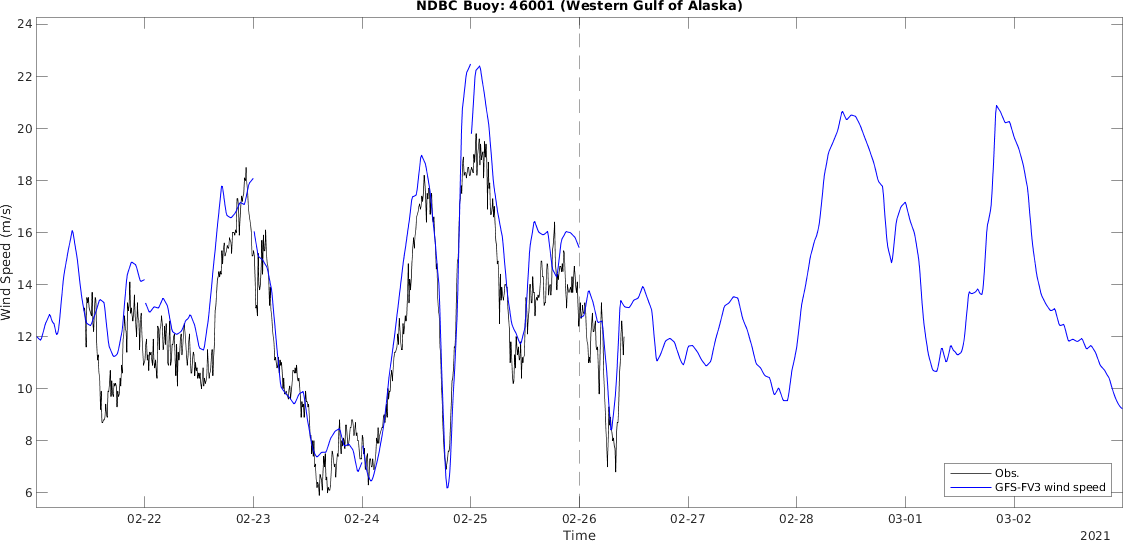 NDBC Buoy: 46001 (Western Gulf of Alaska)
24
22
20
18
16
14
12
10
8
6
Wind Speed (m/s)
02-22 02-23 02-24 02-25 02-26 02-27 02-28 03-01 03-02
Time
2021
Obs.
GFS-FV3 wind speed